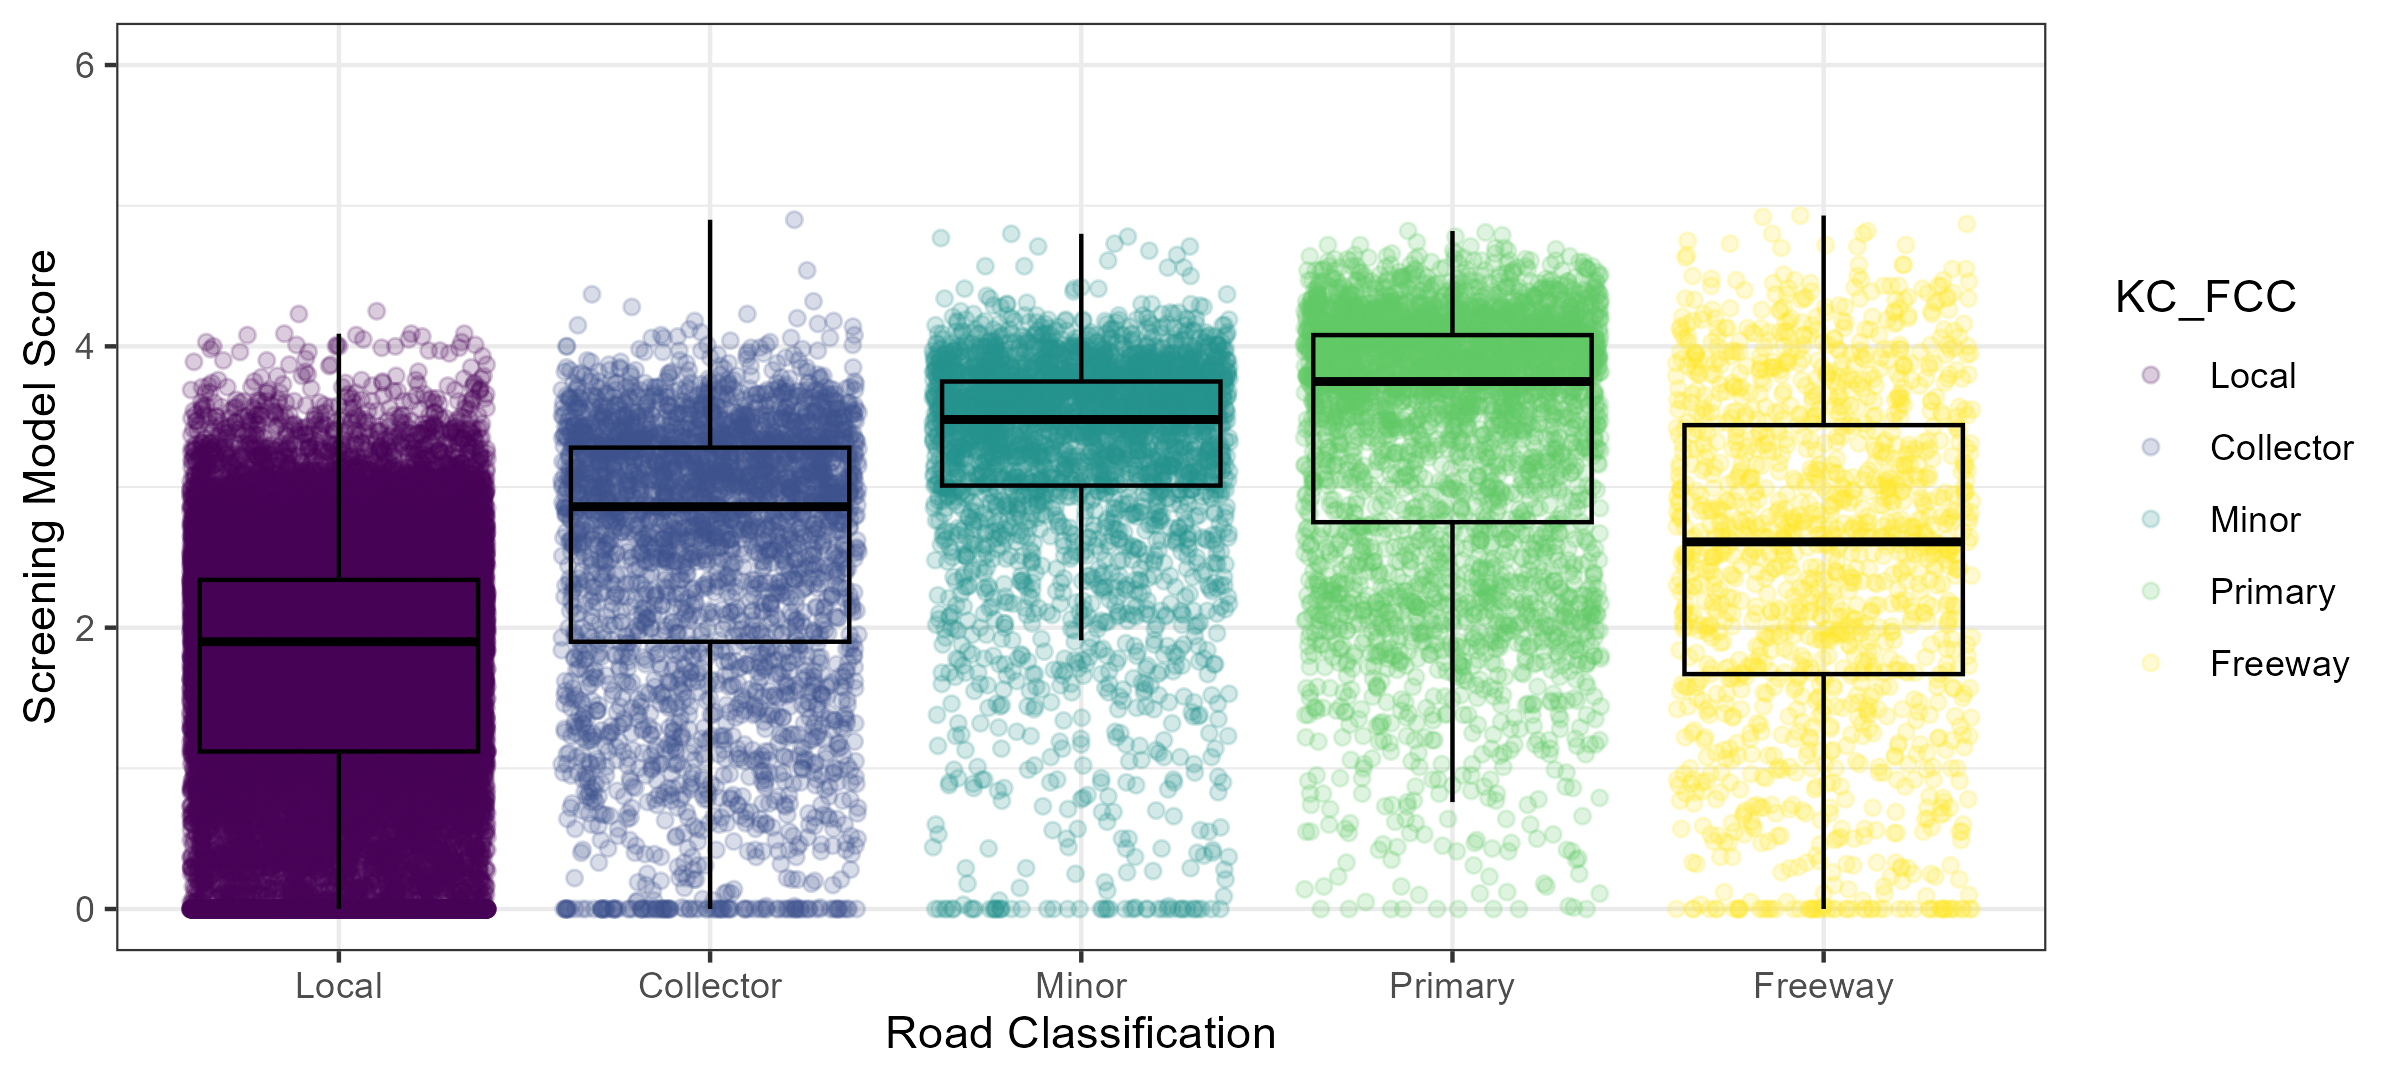 Screening Model Score
6
4
2
0
Local
Collector
Minor
Primary
Freeway
Road Classification
KC_FCC
Local
Collector
Minor
Primary
Freeway